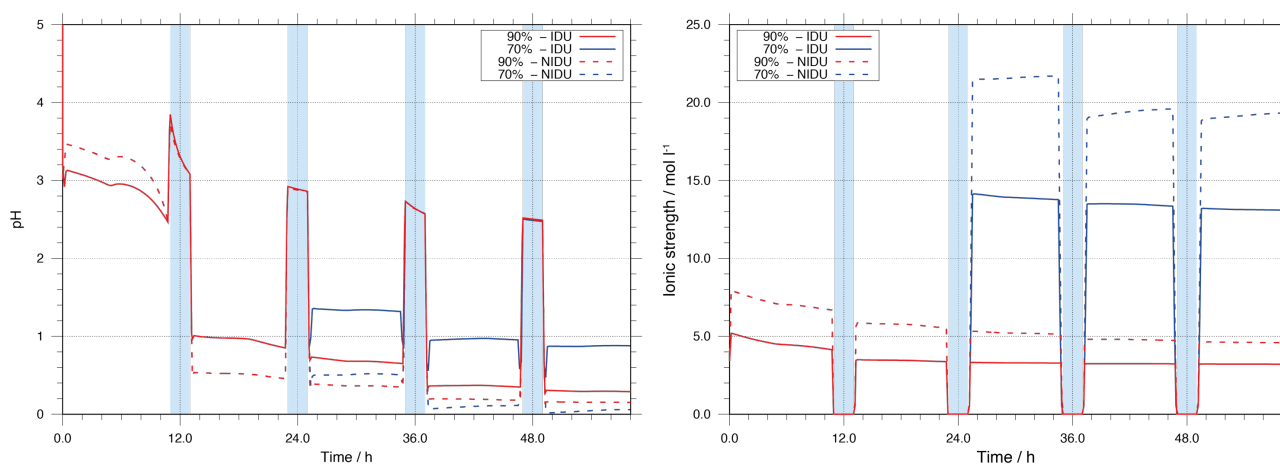 5
4
3
2
1
0
pH
0.0
12.0
24.0
36.0
48.0
Time / h
90% – IDU
70% – IDU
90% – NIDU
70% – NIDU
25.0
20.0
15.0
10.0
5.0
0.0
Ionic strength / mol l⁻¹
0.0
12.0
24.0
36.0
48.0
Time / h
90% – IDU
70% – IDU
90% – NIDU
70% – NIDU